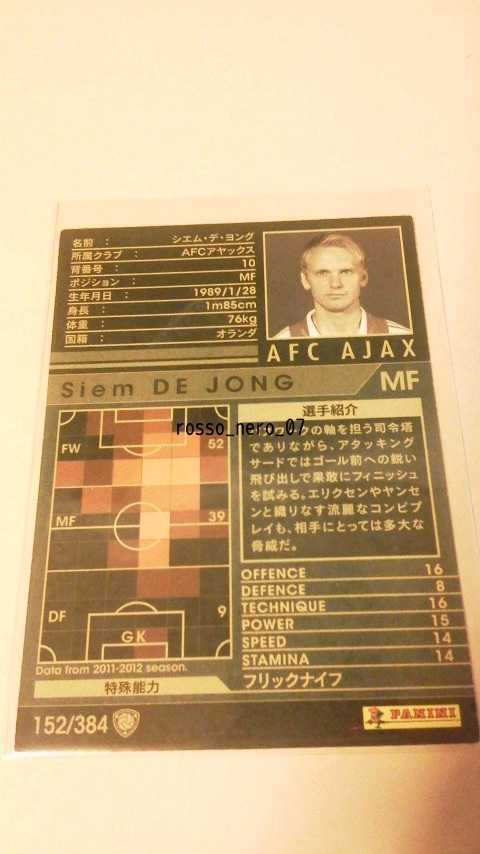 名前 : シエム・デ・ヨング
所属クラブ : AFCアヤックス
背番号 : 10
ポジション : MF
生年月日 : 1989/1/28
身長 : 1m85cm
体重 : 76kg
国籍 : オランダ
AFC AJAX
Siem DE JONG MF
選手紹介
rosso_nero_07
クの軸を担う司令塔
でありながら、アタッキング
サードではゴール前への鋭い
飛び出しで果敢にフィニッシュ
を試みる。エリクセンやヤンセ
ンと織りなす流麗なコンビプ
レイも、相手にとっては多大な
脅威だ。
FW 52
MF 39
DF 9
GK
Data from 2011-2012 season.
OFFENCE 16
DEFENCE 8
TECHNIQUE 16
POWER 15
SPEED 14
STAMINA 14
特殊能力 フリックナイフ
152/384
PANINI